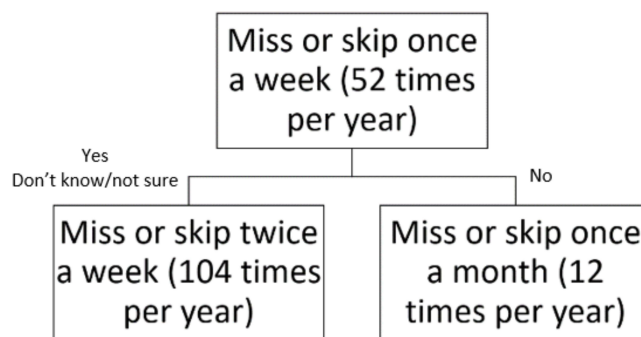 Miss or skip once
a week (52 times
per year)
Yes
Don’t know/not sure
No
Miss or skip twice
a week (104 times
per year)
Miss or skip once
a month (12
times per year)